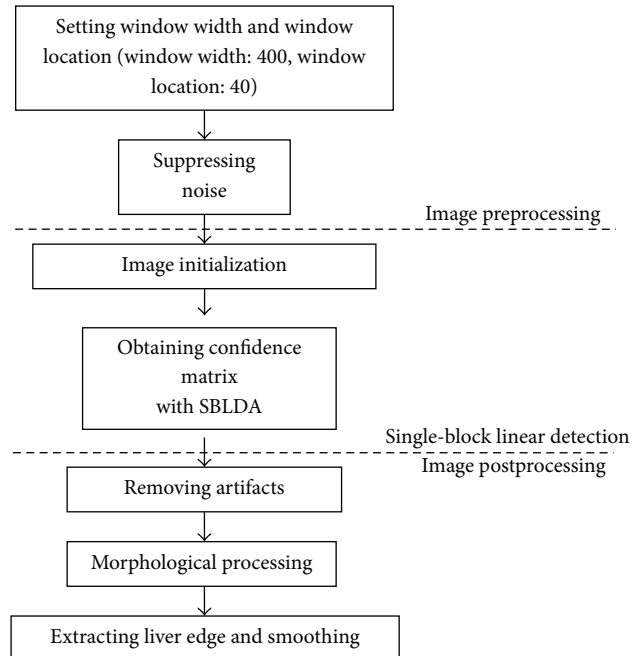 Setting window width and window
location (window width: 400, window
location: 40)
Suppressing
noise
Image preprocessing
Image initialization
Obtaining confidence
matrix
with SBLDA
Single-block linear detection
Image postprocessing
Removing artifacts
Morphological processing
Extracting liver edge and smoothing